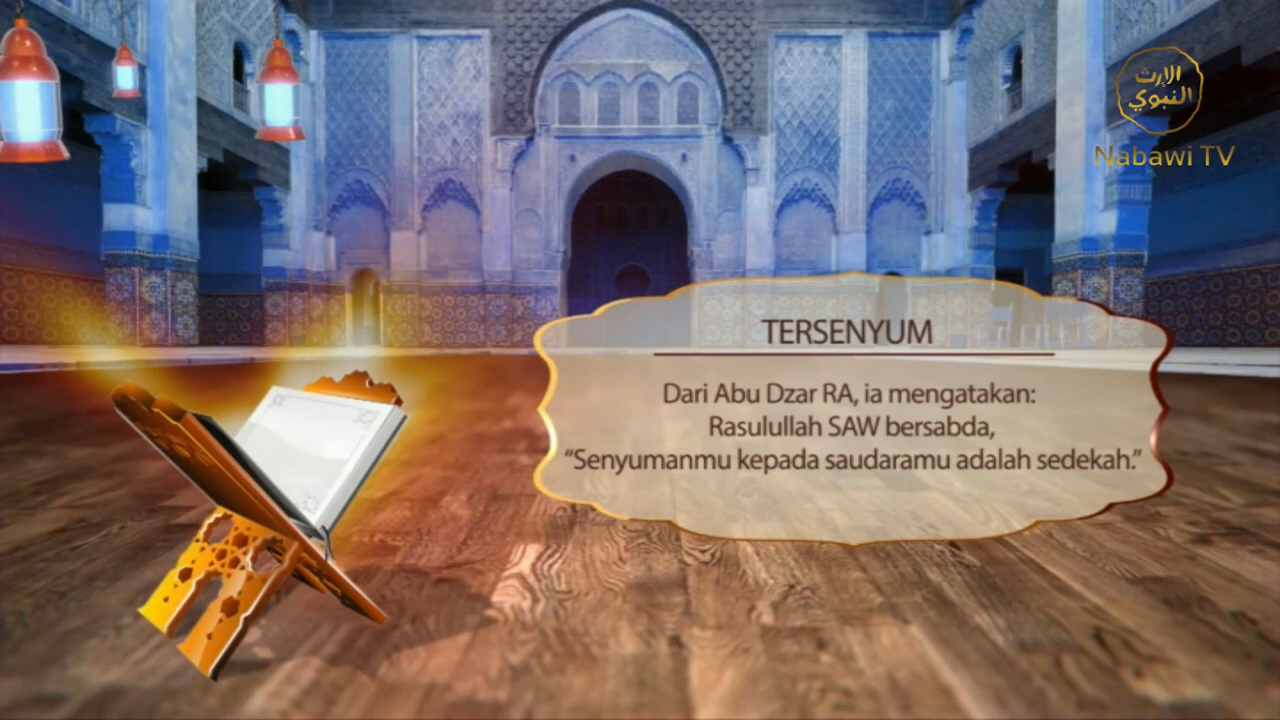 الإرث
النبوي
Nabawi TV
TERSENYUM
Dari Abu Dzar RA, ia mengatakan:
Rasulullah SAW bersabda,
“Senyumanmu kepada saudaramu adalah sedekah.”